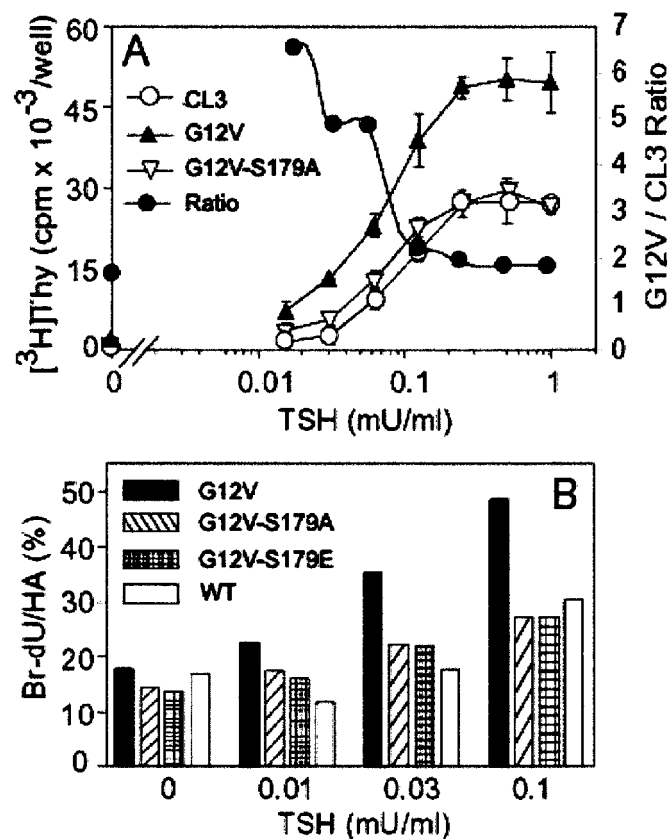 A
60
45
30
15
0
[³H]Thy (cpm x 10⁻³/well)
CL3
G12V
G12V-S179A
Ratio
7
6
5
4
3
2
1
0
G12V / CL3 Ratio
0 0.01 0.1 1
TSH (mU/ml)
B
50
40
30
20
10
0
Br-dU/HA (%)
G12V
G12V-S179A
G12V-S179E
WT
0 0.01 0.03 0.1
TSH (mU/ml)